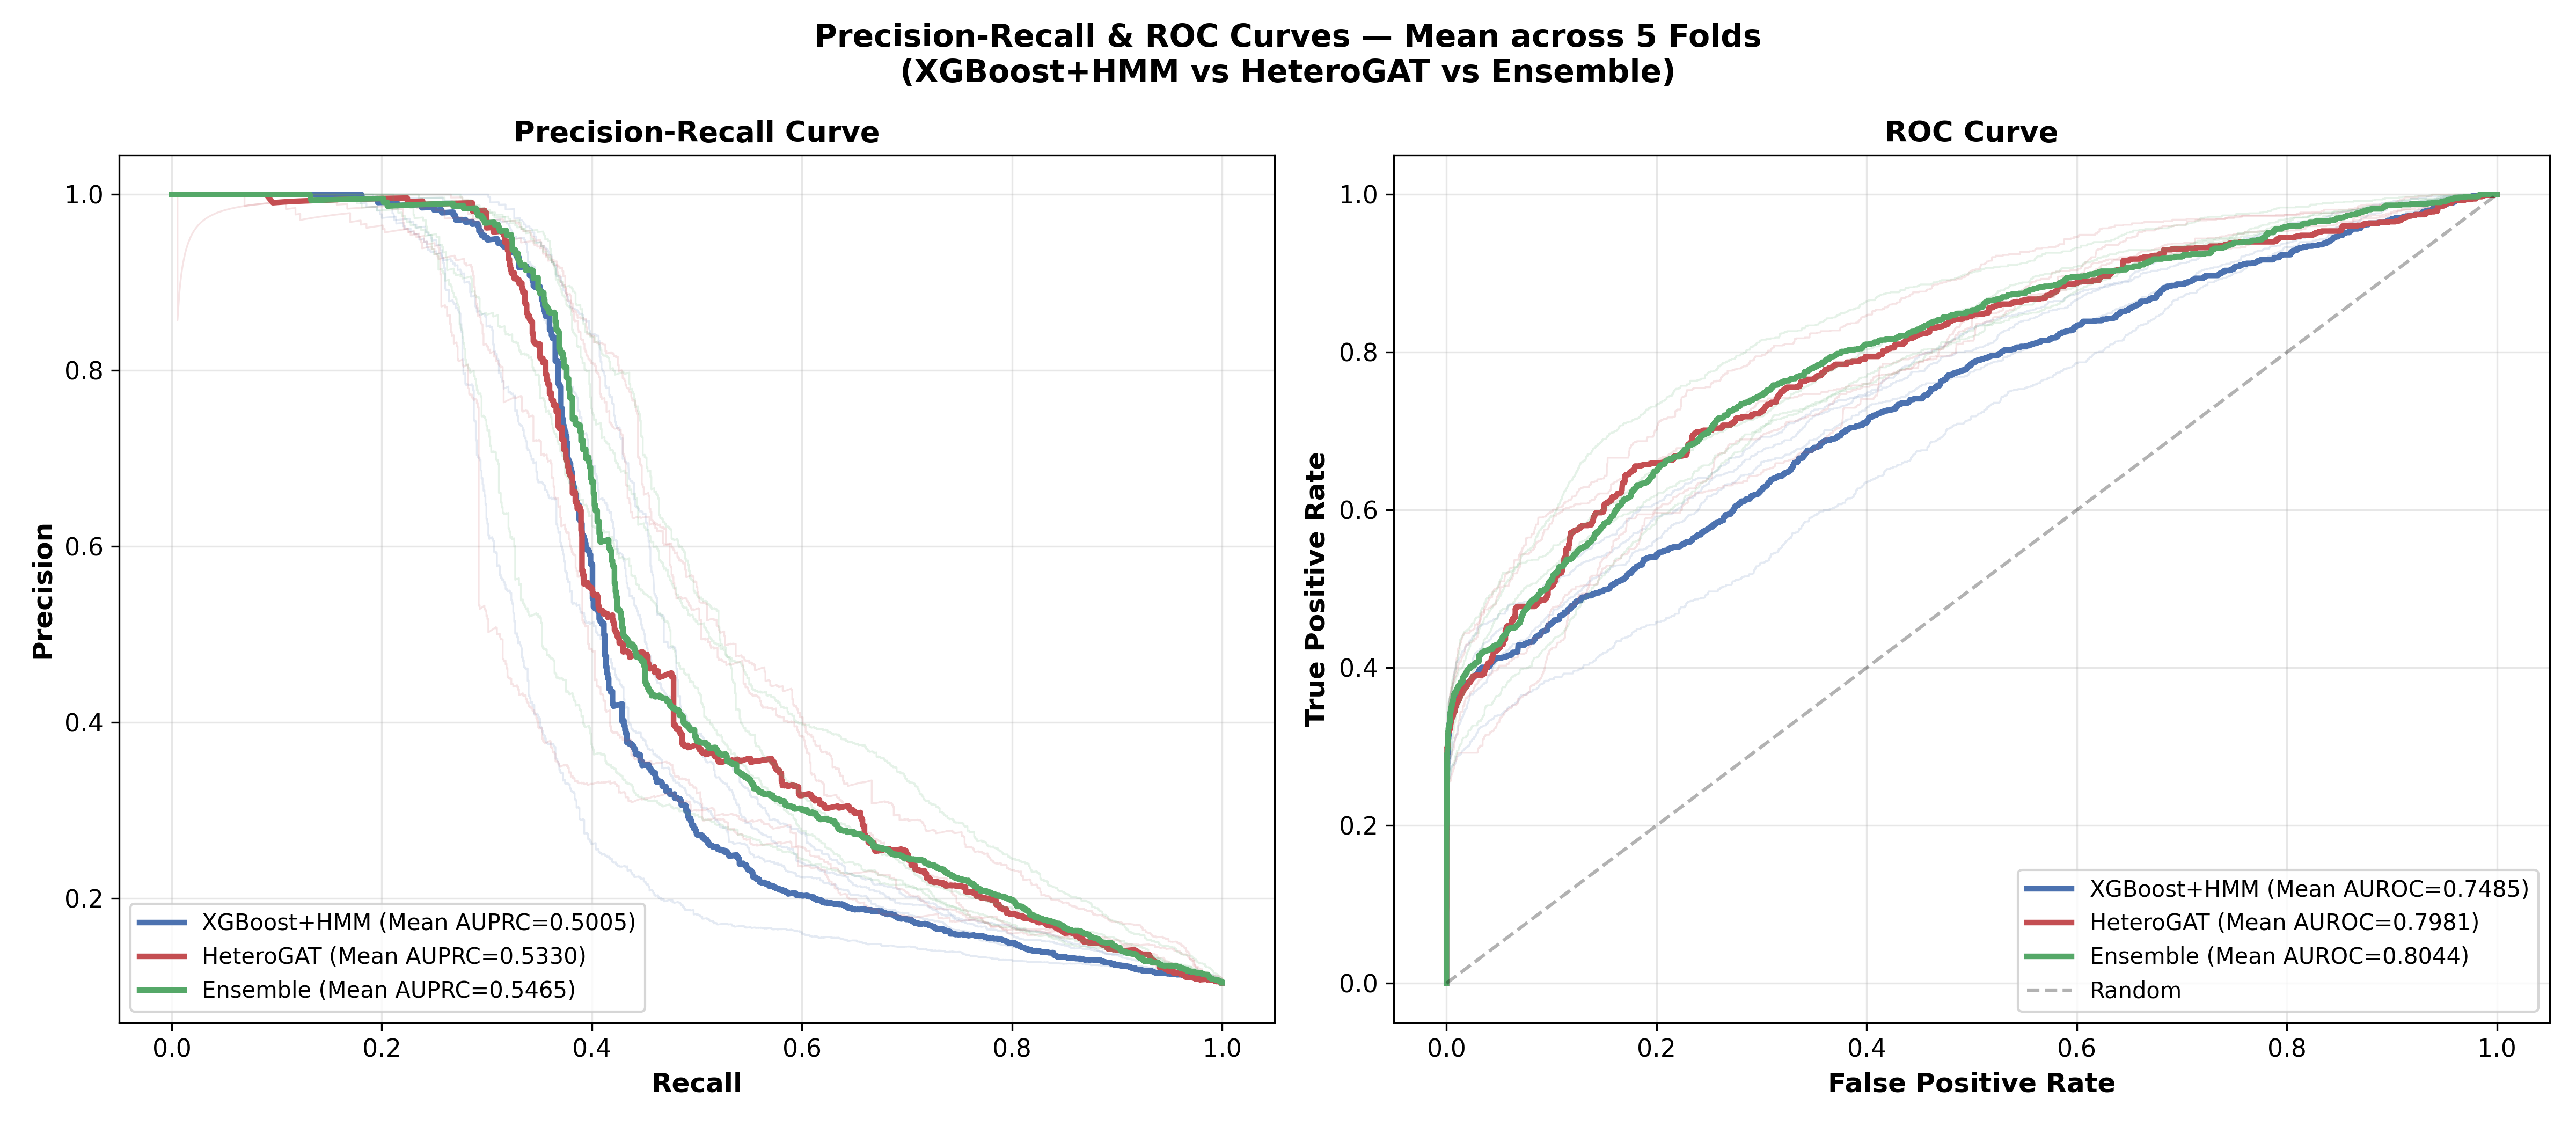 Precision-Recall & ROC Curves — Mean across 5 Folds
(XGBoost+HMM vs HeteroGAT vs Ensemble)
Precision-Recall Curve
1.0
0.8
0.6
0.4
0.2
Precision
XGBoost+HMM (Mean AUPRC=0.5005)
HeteroGAT (Mean AUPRC=0.5330)
Ensemble (Mean AUPRC=0.5465)
0.0 0.2 0.4 0.6 0.8 1.0
Recall
ROC Curve
1.0
0.8
0.6
0.4
0.2
0.0
True Positive Rate
XGBoost+HMM (Mean AUROC=0.7485)
HeteroGAT (Mean AUROC=0.7981)
Ensemble (Mean AUROC=0.8044)
Random
0.0 0.2 0.4 0.6 0.8 1.0
False Positive Rate